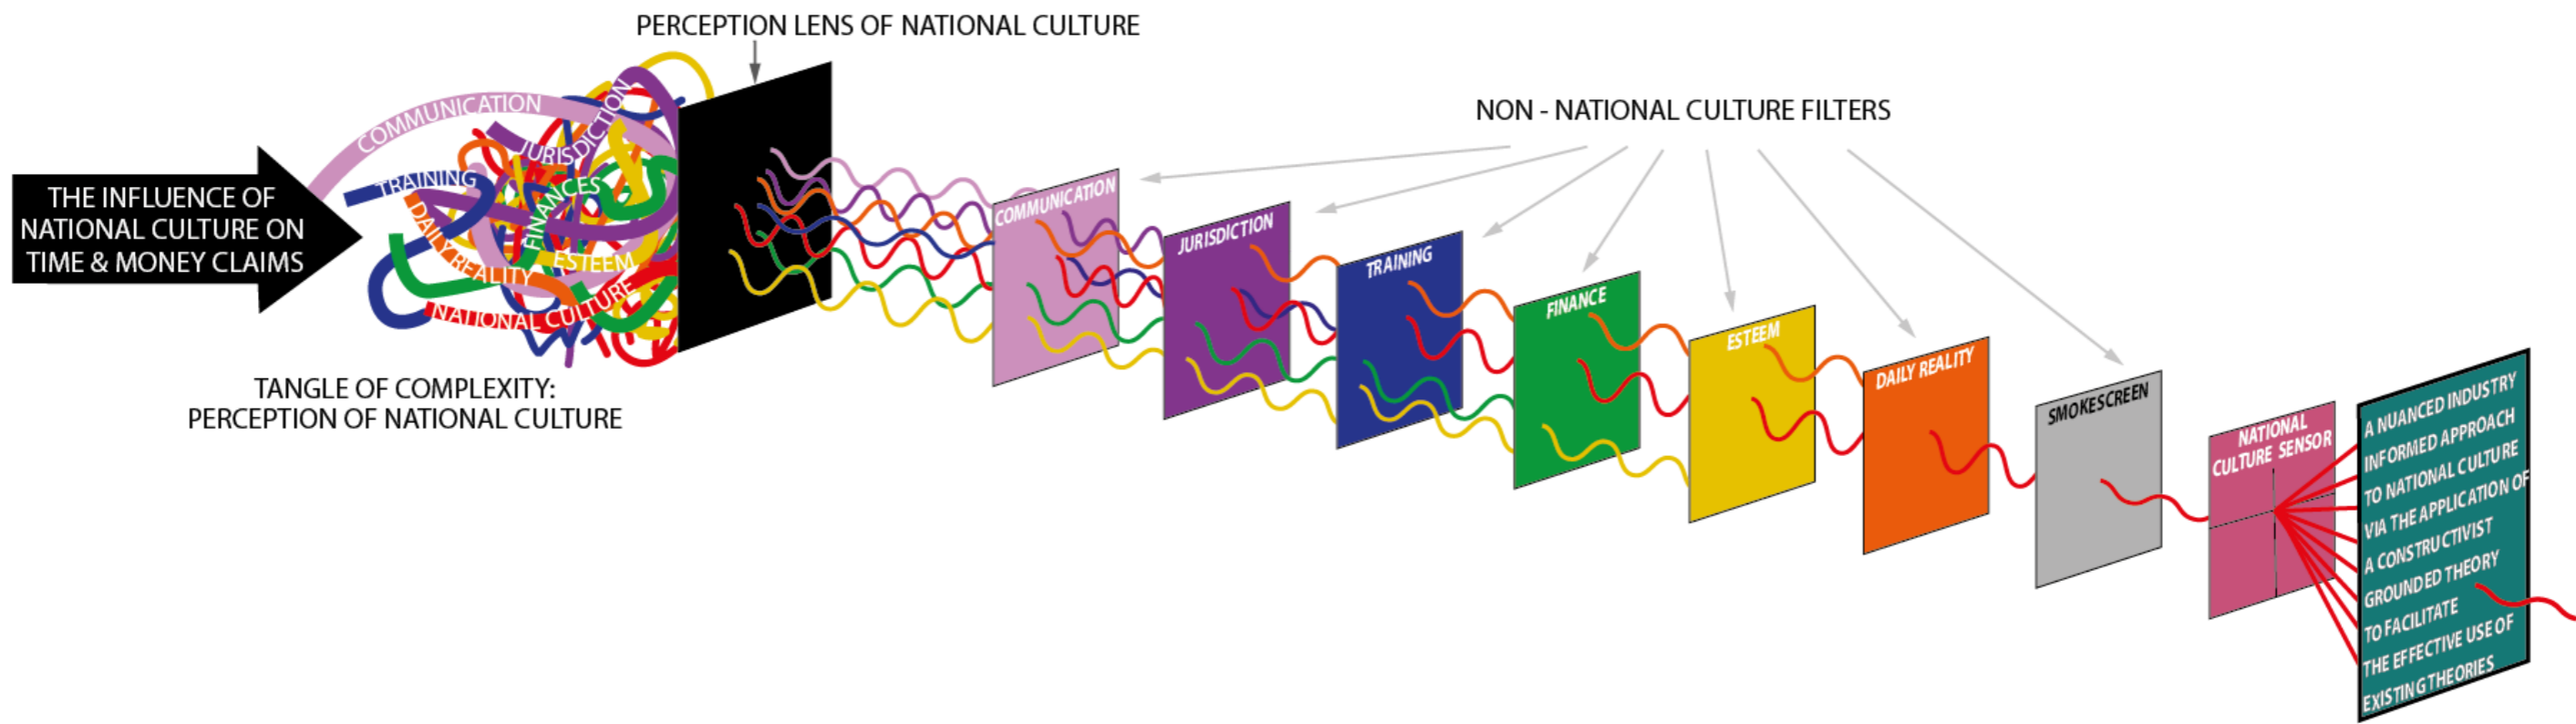 PERCEPTION LENS OF NATIONAL CULTURE
NON - NATIONAL CULTURE FILTERS
THE INFLUENCE OF
NATIONAL CULTURE ON
TIME & MONEY CLAIMS
COMMUNICATION
JURISDICTION
TRAINING
FINANCES
DAILY REALITY
ESTEEM
NATIONAL CULTURE
TANGLE OF COMPLEXITY:
PERCEPTION OF NATIONAL CULTURE
COMMUNICATION
JURISDICTION
TRAINING
FINANCE
ESTEEM
DAILY REALITY
SMOKESCREEN
NATIONAL
CULTURE SENSOR
A NUANCED INDUSTRY
INFORMED APPROACH
TO NATIONAL CULTURE
VIA THE APPLICATION OF
A CONSTRUCTIVIST
GROUNDED THEORY
TO FACILITATE
THE EFFECTIVE USE OF
EXISTING THEORIES